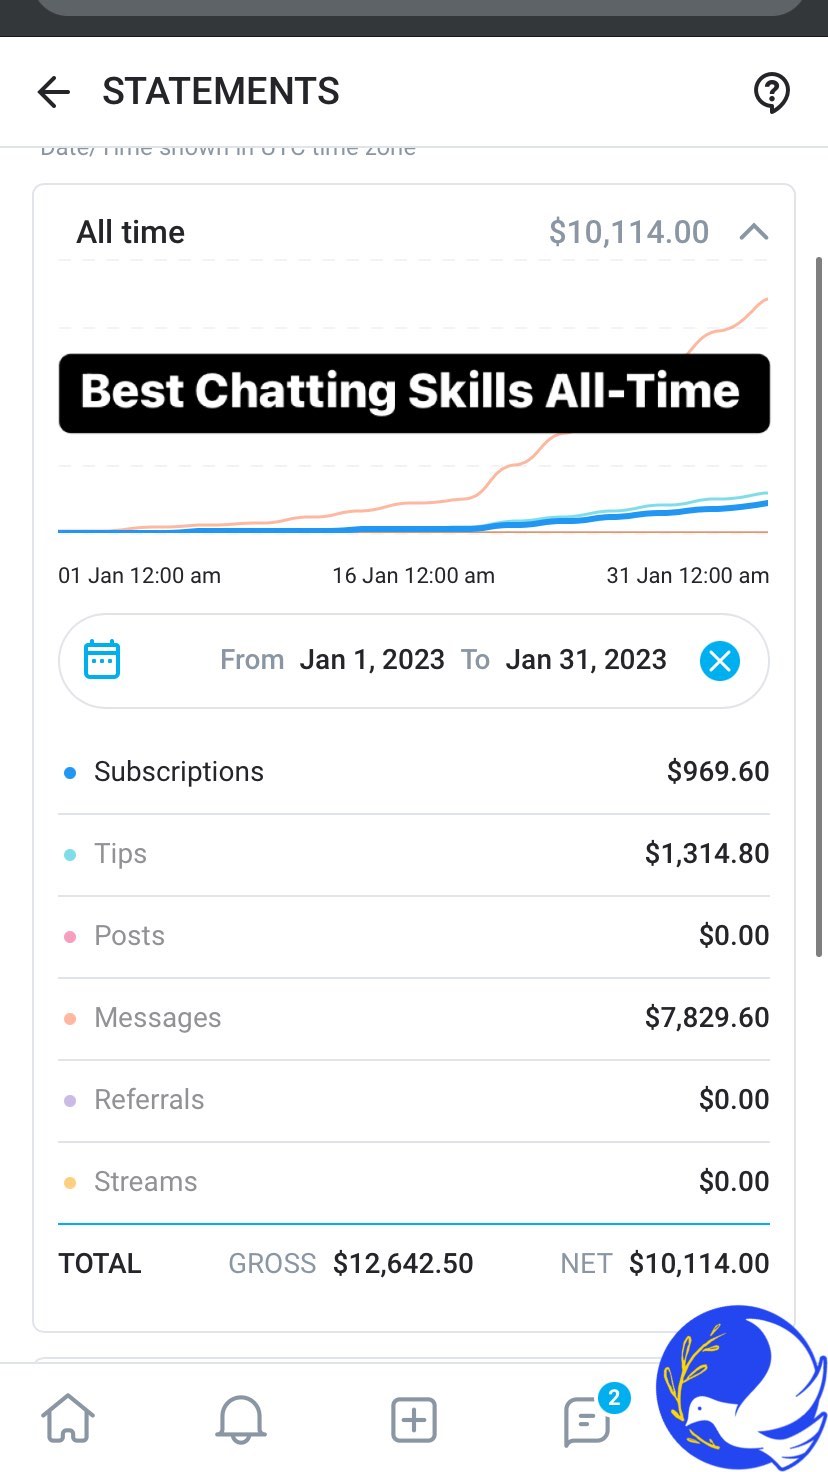 STATEMENTS
Date/Time shown in UTC time zone
All time $10,114.00
Best Chatting Skills All-Time
01 Jan 12:00 am 16 Jan 12:00 am 31 Jan 12:00 am
From Jan 1, 2023 To Jan 31, 2023
Subscriptions $969.60
Tips $1,314.80
Posts $0.00
Messages $7,829.60
Referrals $0.00
Streams $0.00
TOTAL GROSS $12,642.50 NET $10,114.00
2